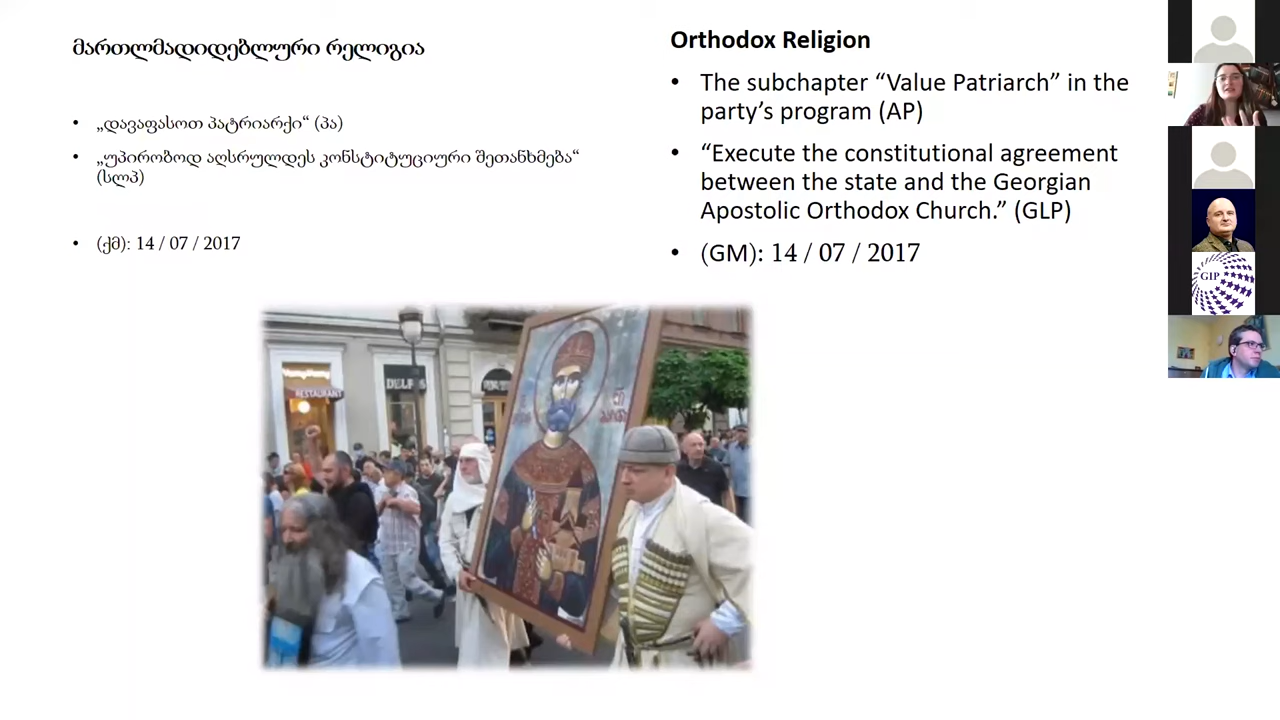 მართლმადიდებლური რელიგია
• „დავაფასოთ პატრიარქი“ (პა)
• „უპირობოდ აღსრულდეს კონსტიტუციური შეთანხმება“
(სლპ)
• (ქმ): 14 / 07 / 2017
Orthodox Religion
• The subchapter “Value Patriarch” in the
party’s program (AP)
• “Execute the constitutional agreement
between the state and the Georgian
Apostolic Orthodox Church.” (GLP)
• (GM): 14 / 07 / 2017
RESTAURANT
GIP